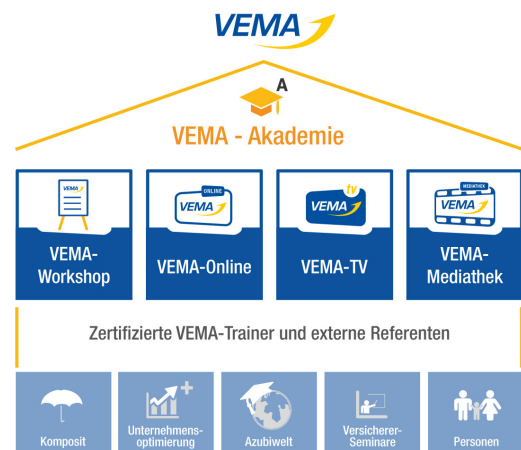 VEMA
A
VEMA - Akademie
VEMA
ONLINE
VEMA
tv
VEMA
MEDIATHEK
VEMA
VEMA-
Workshop
VEMA-Online
VEMA-TV
VEMA-
Mediathek
Zertifizierte VEMA-Trainer und externe Referenten
Komposit
Unternehmens-
optimierung
Azubiwelt
Versicherer-
Seminare
Personen